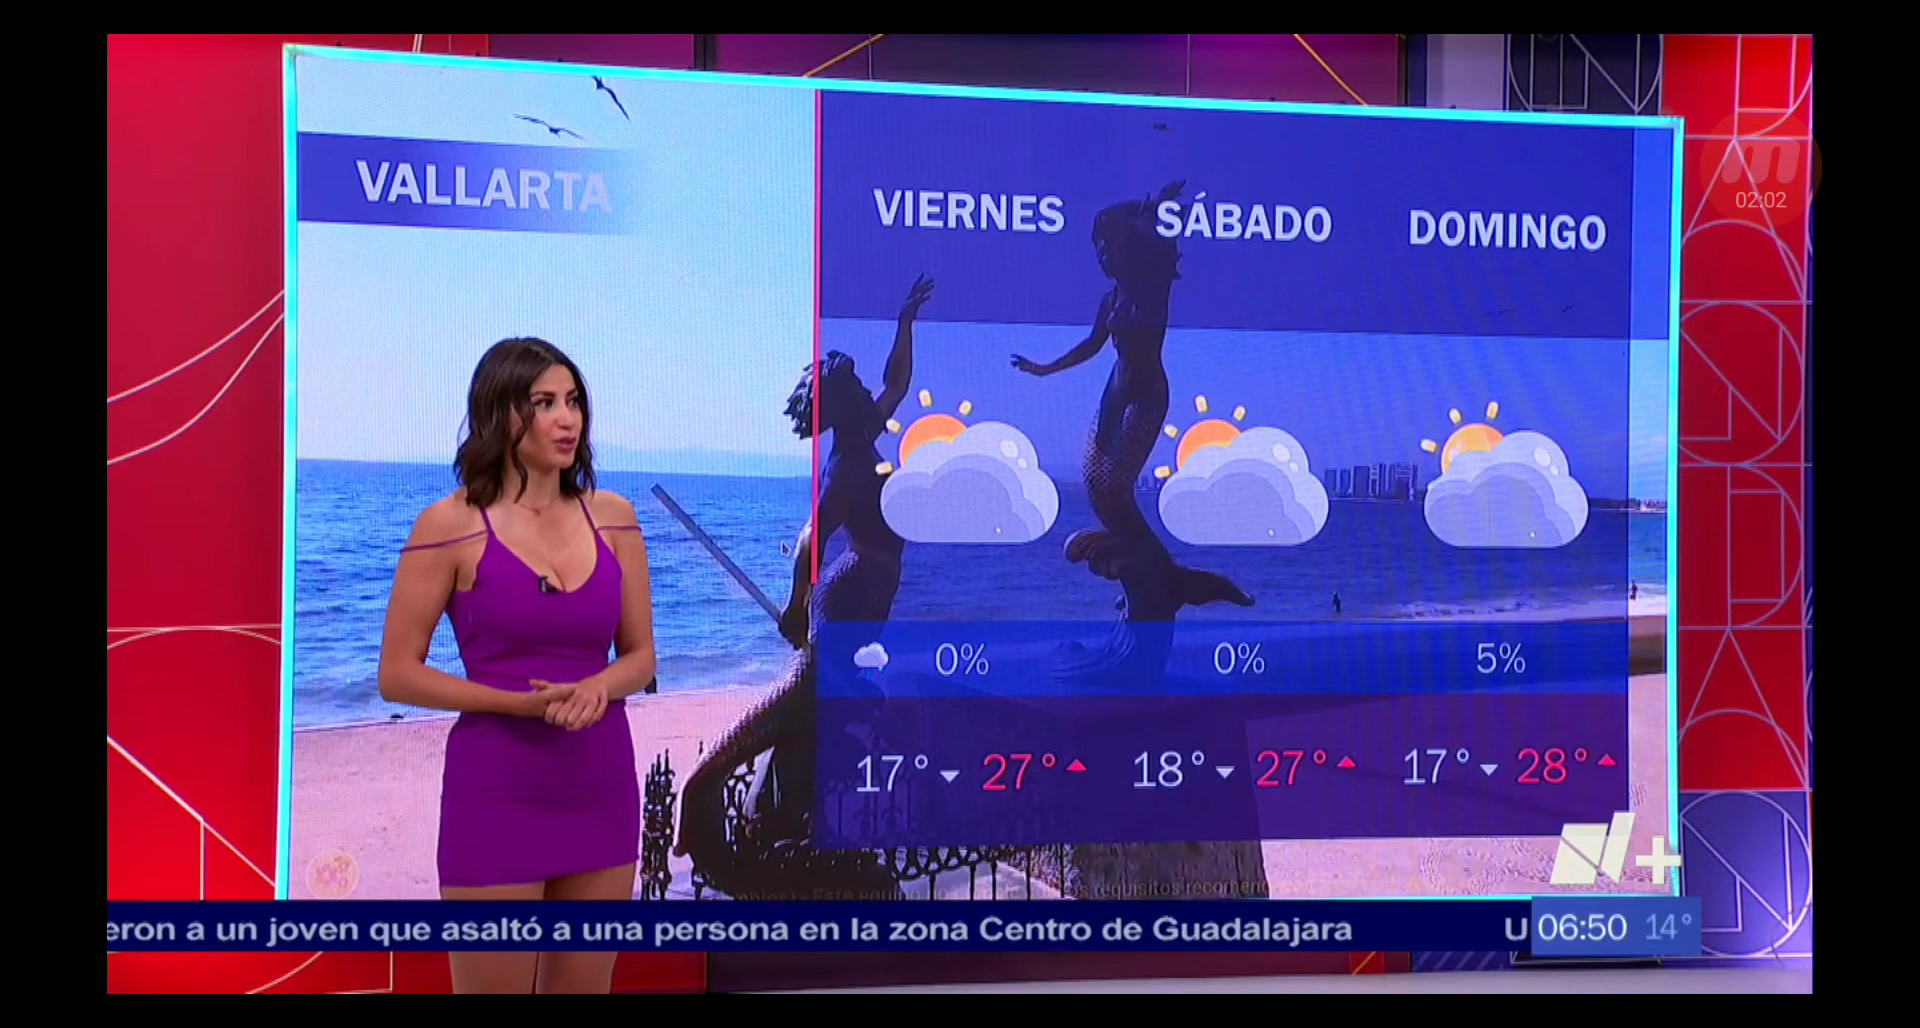 VALLARTA
VIERNES SÁBADO DOMINGO
02:02
0% 0% 5%
17° 27° 18° 27° 17° 28°
N+
requisitos
eron a un joven que asaltó a una persona en la zona Centro de Guadalajara U 06:50 14°